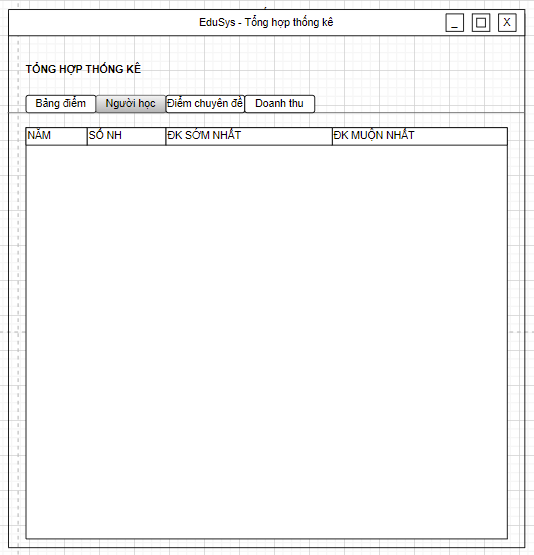 EduSys - Tổng hợp thống kê
_ X
TỔNG HỢP THỐNG KÊ
Bảng điểm Người học Điểm chuyên đề Doanh thu
NĂM SỐ NH ĐK SỚM NHẤT ĐK MUỘN NHẤT